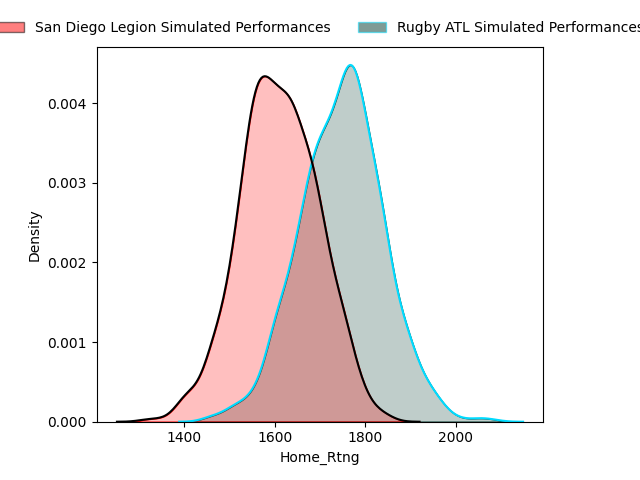 San Diego Legion Simulated Performances
Rugby ATL Simulated Performances
0.004
0.003
0.002
0.001
0.000
Density
1400 1600 1800 2000
Home_Rtng